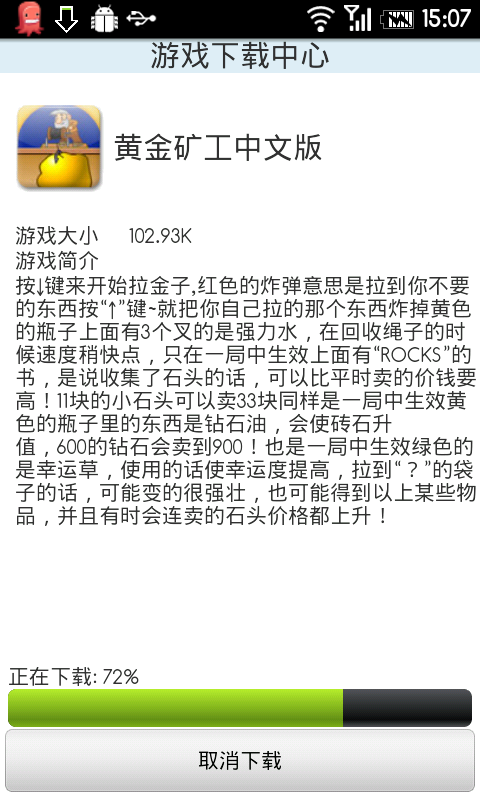 15:07
游戏下载中心
黄金矿工中文版
游戏大小 102.93K
游戏简介
按↓键来开始拉金子,红色的炸弹意思是拉到你不要
的东西按“↑”键~就把你自己拉的那个东西炸掉黄色
的瓶子上面有3个叉的是强力水，在回收绳子的时
候速度稍快点，只在一局中生效上面有“ROCKS”的
书，是说收集了石头的话，可以比平时卖的价钱要
高！11块的小石头可以卖33块同样是一局中生效黄
色的瓶子里的东西是钻石油，会使砖石升
值，600的钻石会卖到900！也是一局中生效绿色的
是幸运草，使用的话使幸运度提高，拉到“？”的袋
子的话，可能变的很强壮，也可能得到以上某些物
品，并且有时会连卖的石头价格都上升！
正在下载: 72%
取消下载